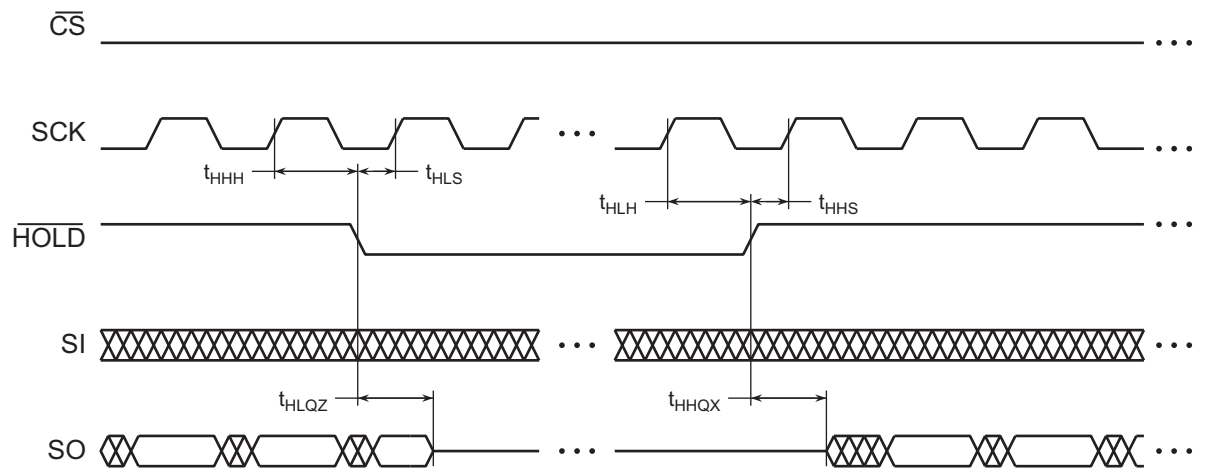 CS
SCK
tHHH
tHLS
tHLH
tHHS
HOLD
SI
tHLQZ
tHHQX
SO